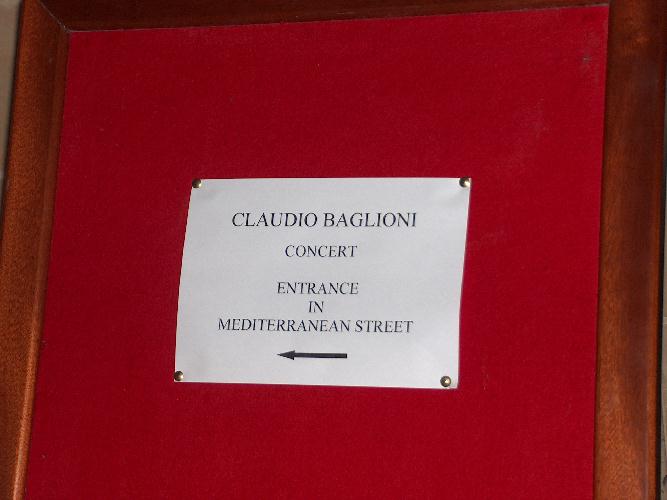 CLAUDIO BAGLIONI
CONCERT
ENTRANCE
IN
MEDITERRANEAN STREET